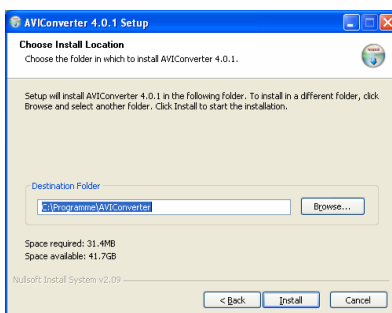 AVIConverter 4.0.1 Setup
Choose Install Location
Choose the folder in which to install AVIConverter 4.0.1.
Setup will install AVIConverter 4.0.1 in the following folder. To install in a different folder, click
Browse and select another folder. Click Install to start the installation.
Destination Folder
C:\Programme\AVIConverter
Browse...
Space required: 31.4MB
Space available: 41.7GB
Nullsoft Install System v2.09
< Back Install Cancel